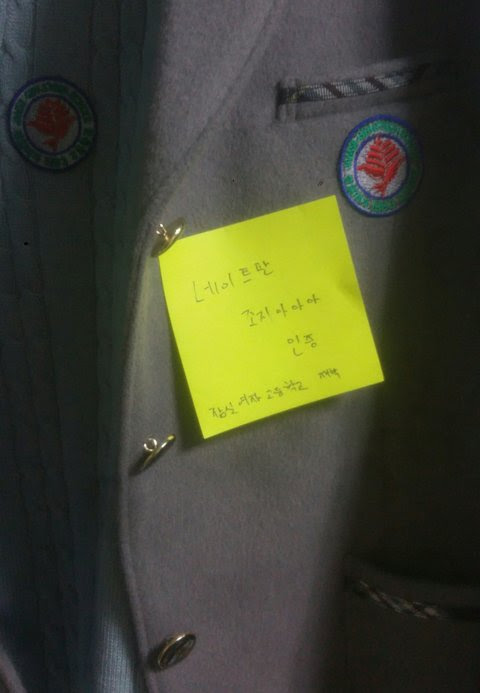 네이트판
조지아아아
인증
잠실 여자 고등학교